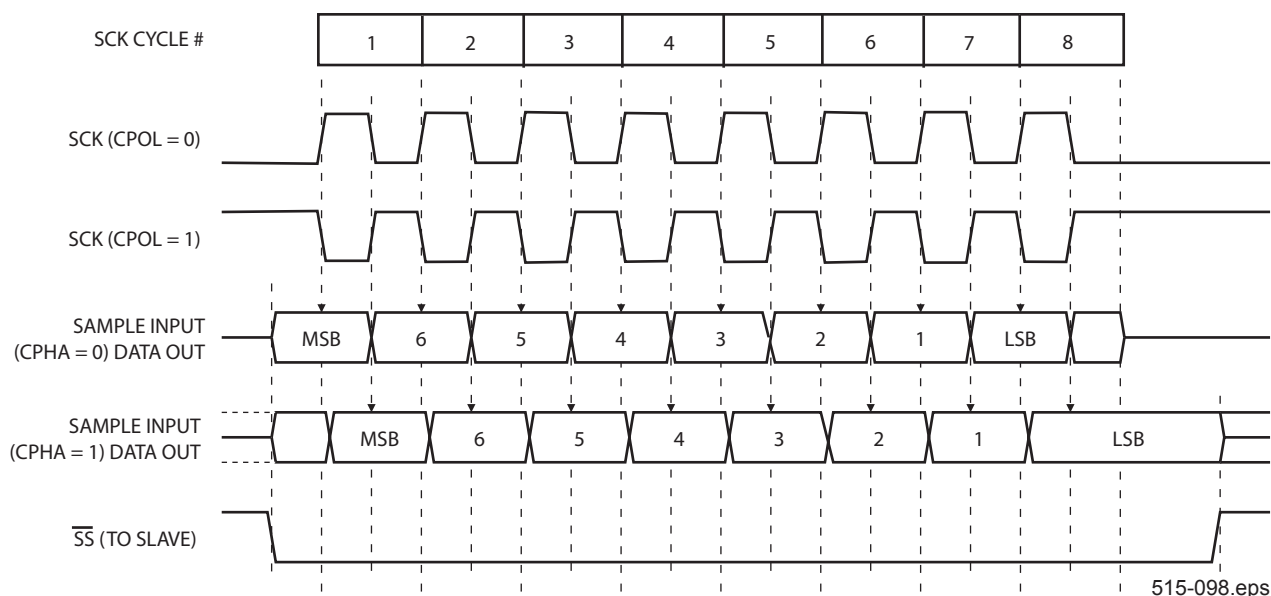 SCK CYCLE #
1 2 3 4 5 6 7 8
SCK (CPOL = 0)
SCK (CPOL = 1)
SAMPLE INPUT
(CPHA = 0) DATA OUT
MSB 6 5 4 3 2 1 LSB
SAMPLE INPUT
(CPHA = 1) DATA OUT
MSB 6 5 4 3 2 1 LSB
S̅S̅ (TO SLAVE)
515-098.eps